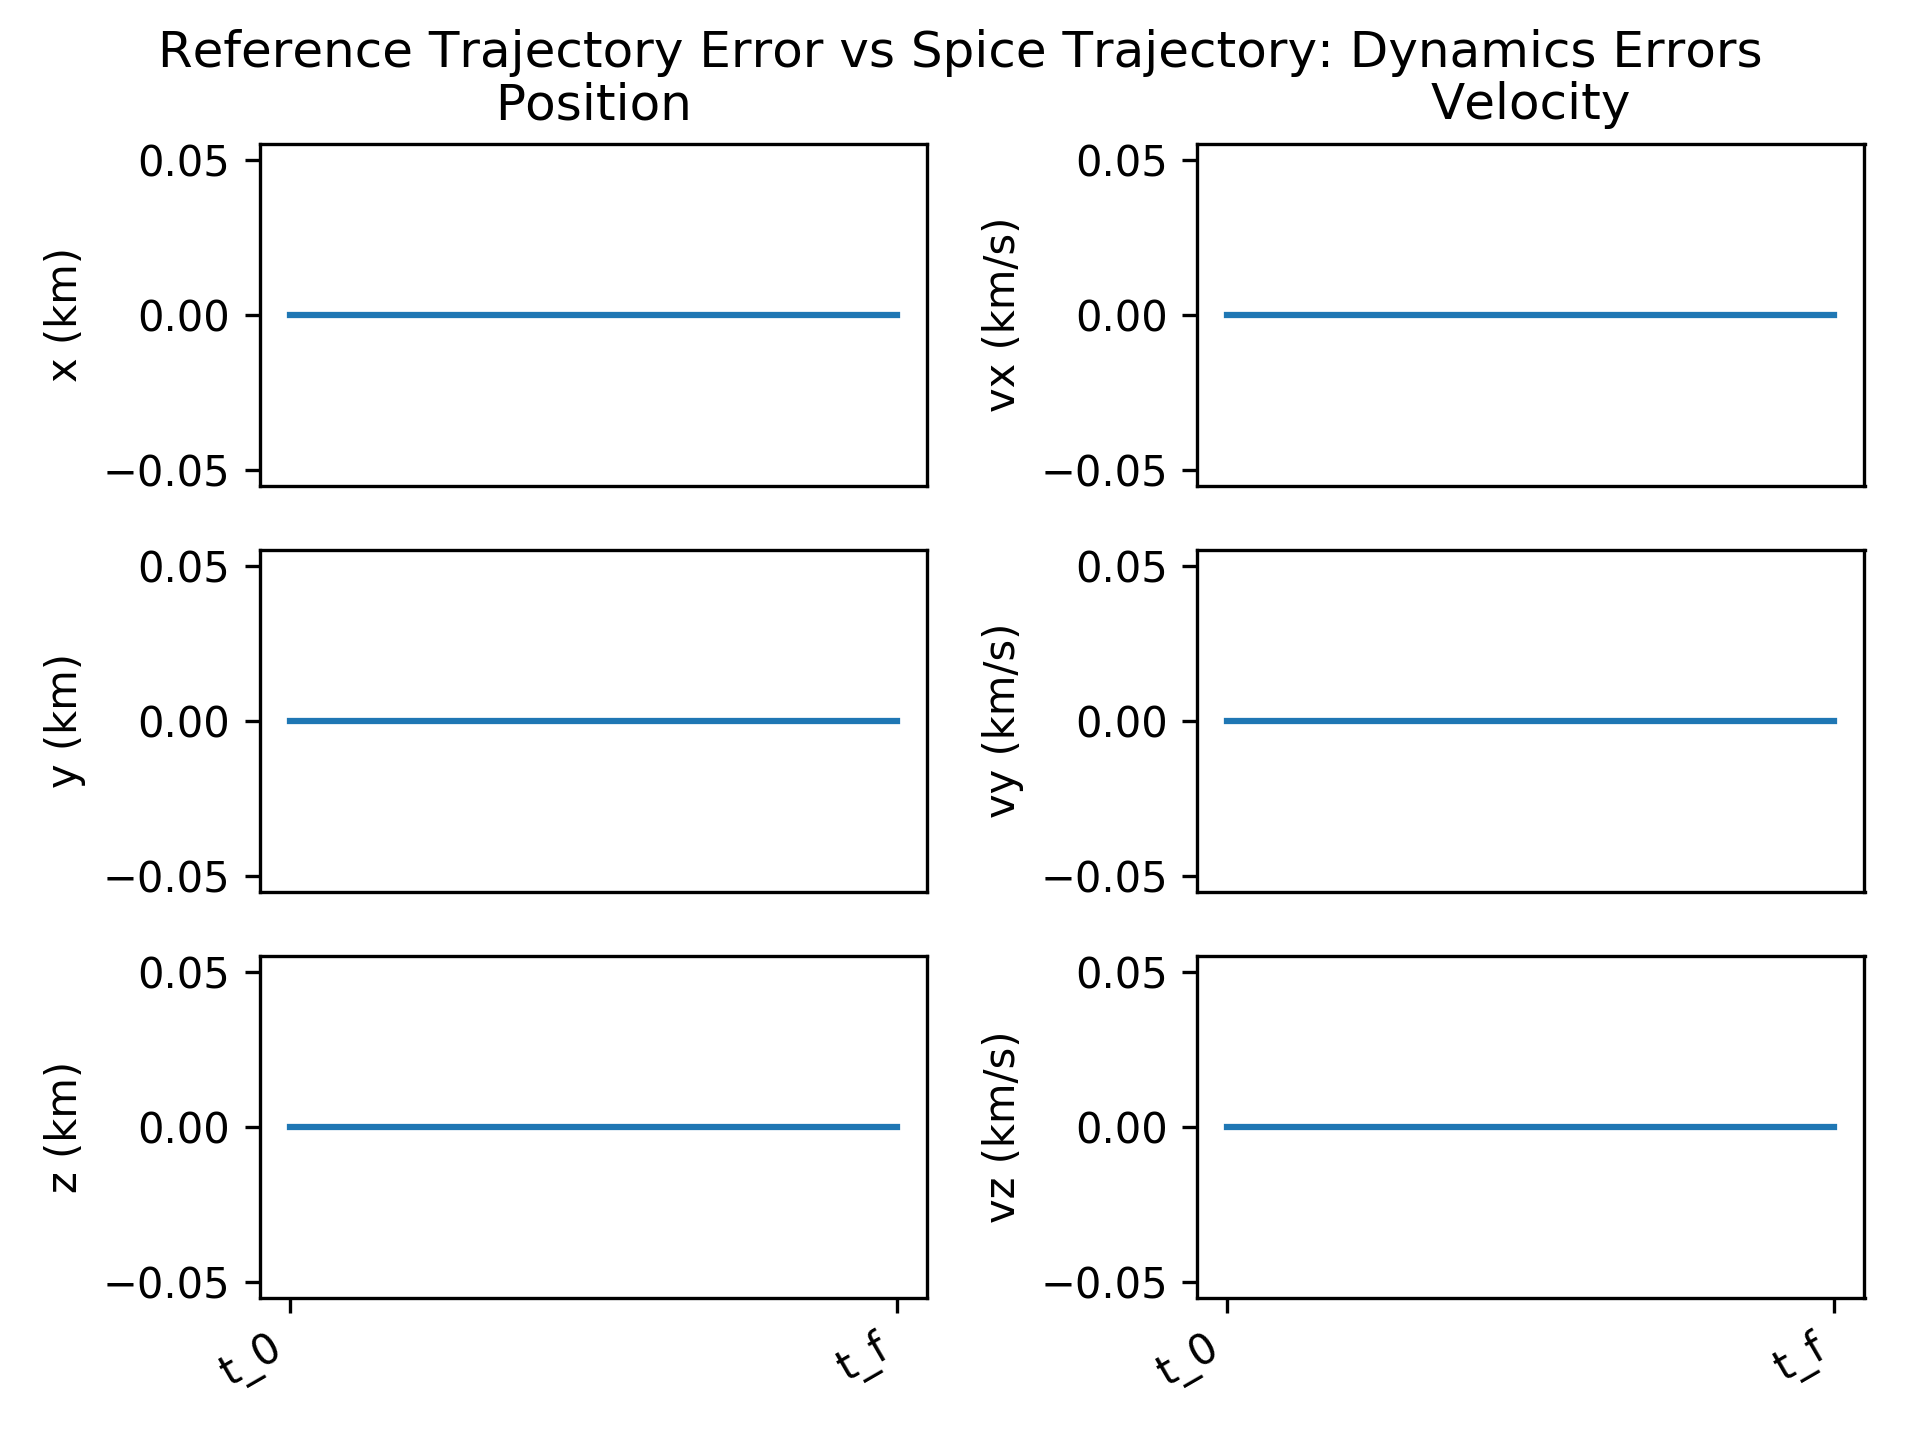 Reference Trajectory Error vs Spice Trajectory: Dynamics Errors
Position
Velocity
x (km)
0.05
0.00
−0.05
vx (km/s)
0.05
0.00
−0.05
y (km)
0.05
0.00
−0.05
vy (km/s)
0.05
0.00
−0.05
z (km)
0.05
0.00
−0.05
t_0
t_f
vz (km/s)
0.05
0.00
−0.05
t_0
t_f